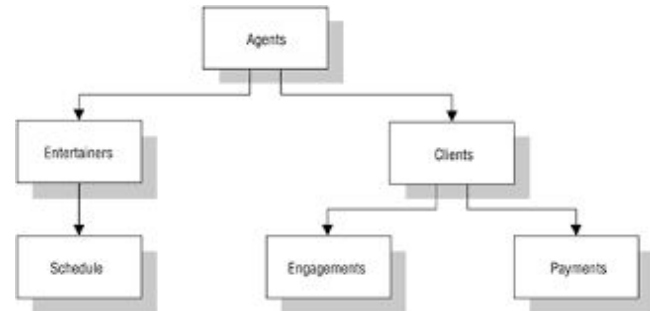 Agents
Entertainers
Clients
Schedule
Engagements
Payments